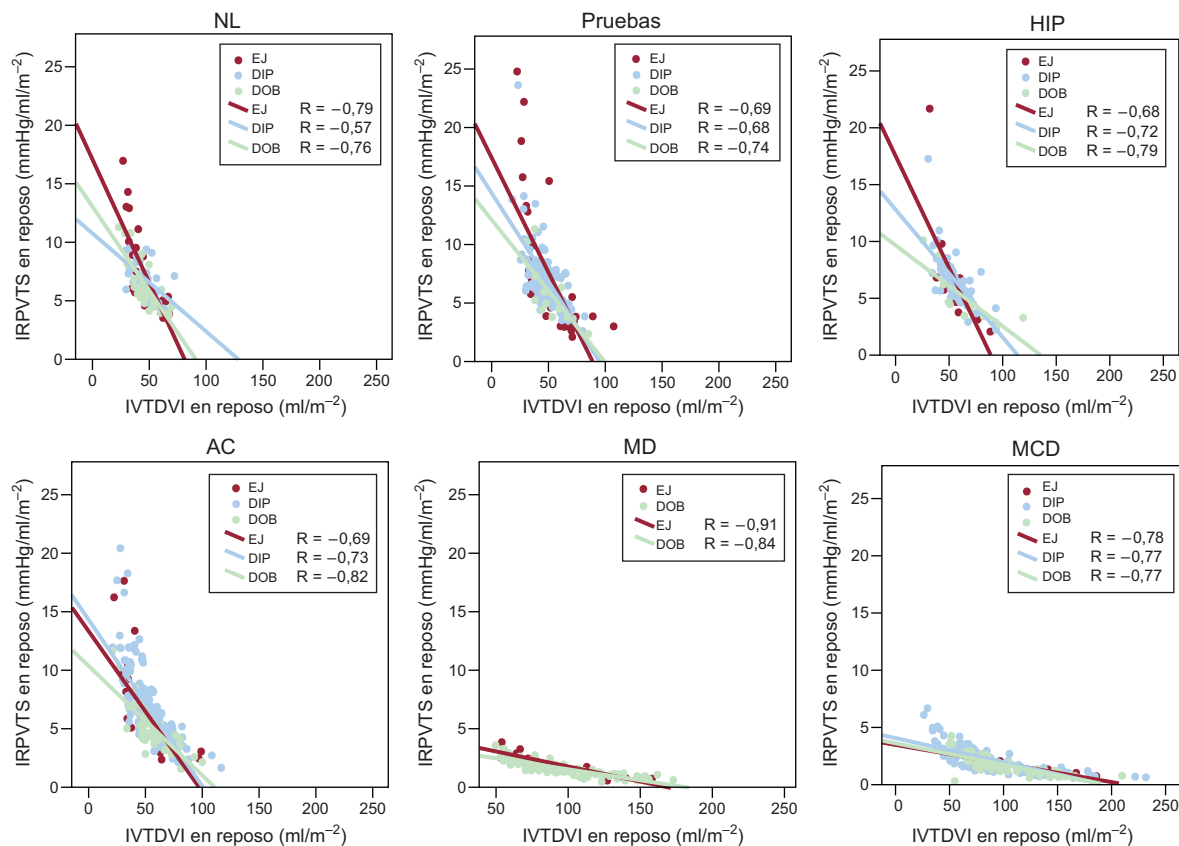 NL
IRPVTS en reposo (mmHg/ml/m−2)
25
20
15
10
5
0
EJ
DIP
DOB
EJ R = −0,79
DIP R = −0,57
DOB R = −0,76
0 50 100 150 200 250
IVTDVI en reposo (ml/m−2)
Pruebas
IRPVTS en reposo (mmHg/ml/m−2)
25
20
15
10
5
0
EJ
DIP
DOB
EJ R = −0,69
DIP R = −0,68
DOB R = −0,74
0 50 100 150 200 250
IVTDVI en reposo (ml/m−2)
HIP
IRPVTS en reposo (mmHg/ml/m−2)
25
20
15
10
5
0
EJ
DIP
DOB
EJ R = −0,68
DIP R = −0,72
DOB R = −0,79
0 50 100 150 200 250
IVTDVI en reposo (ml/m−2)
AC
IRPVTS en reposo (mmHg/ml/m−2)
25
20
15
10
5
0
EJ
DIP
DOB
EJ R = −0,69
DIP R = −0,73
DOB R = −0,82
0 50 100 150 200 250
IVTDVI en reposo (ml/m−2)
MD
IRPVTS en reposo (mmHg/ml/m−2)
25
20
15
10
5
0
EJ
DOB
EJ R = −0,91
DOB R = −0,84
50 100 150 200 250
IVTDVI en reposo (ml/m−2)
MCD
IRPVTS en reposo (mmHg/ml/m−2)
25
20
15
10
5
0
EJ
DIP
DOB
EJ R = −0,78
DIP R = −0,77
DOB R = −0,77
0 50 100 150 200 250
IVTDVI en reposo (ml/m−2)